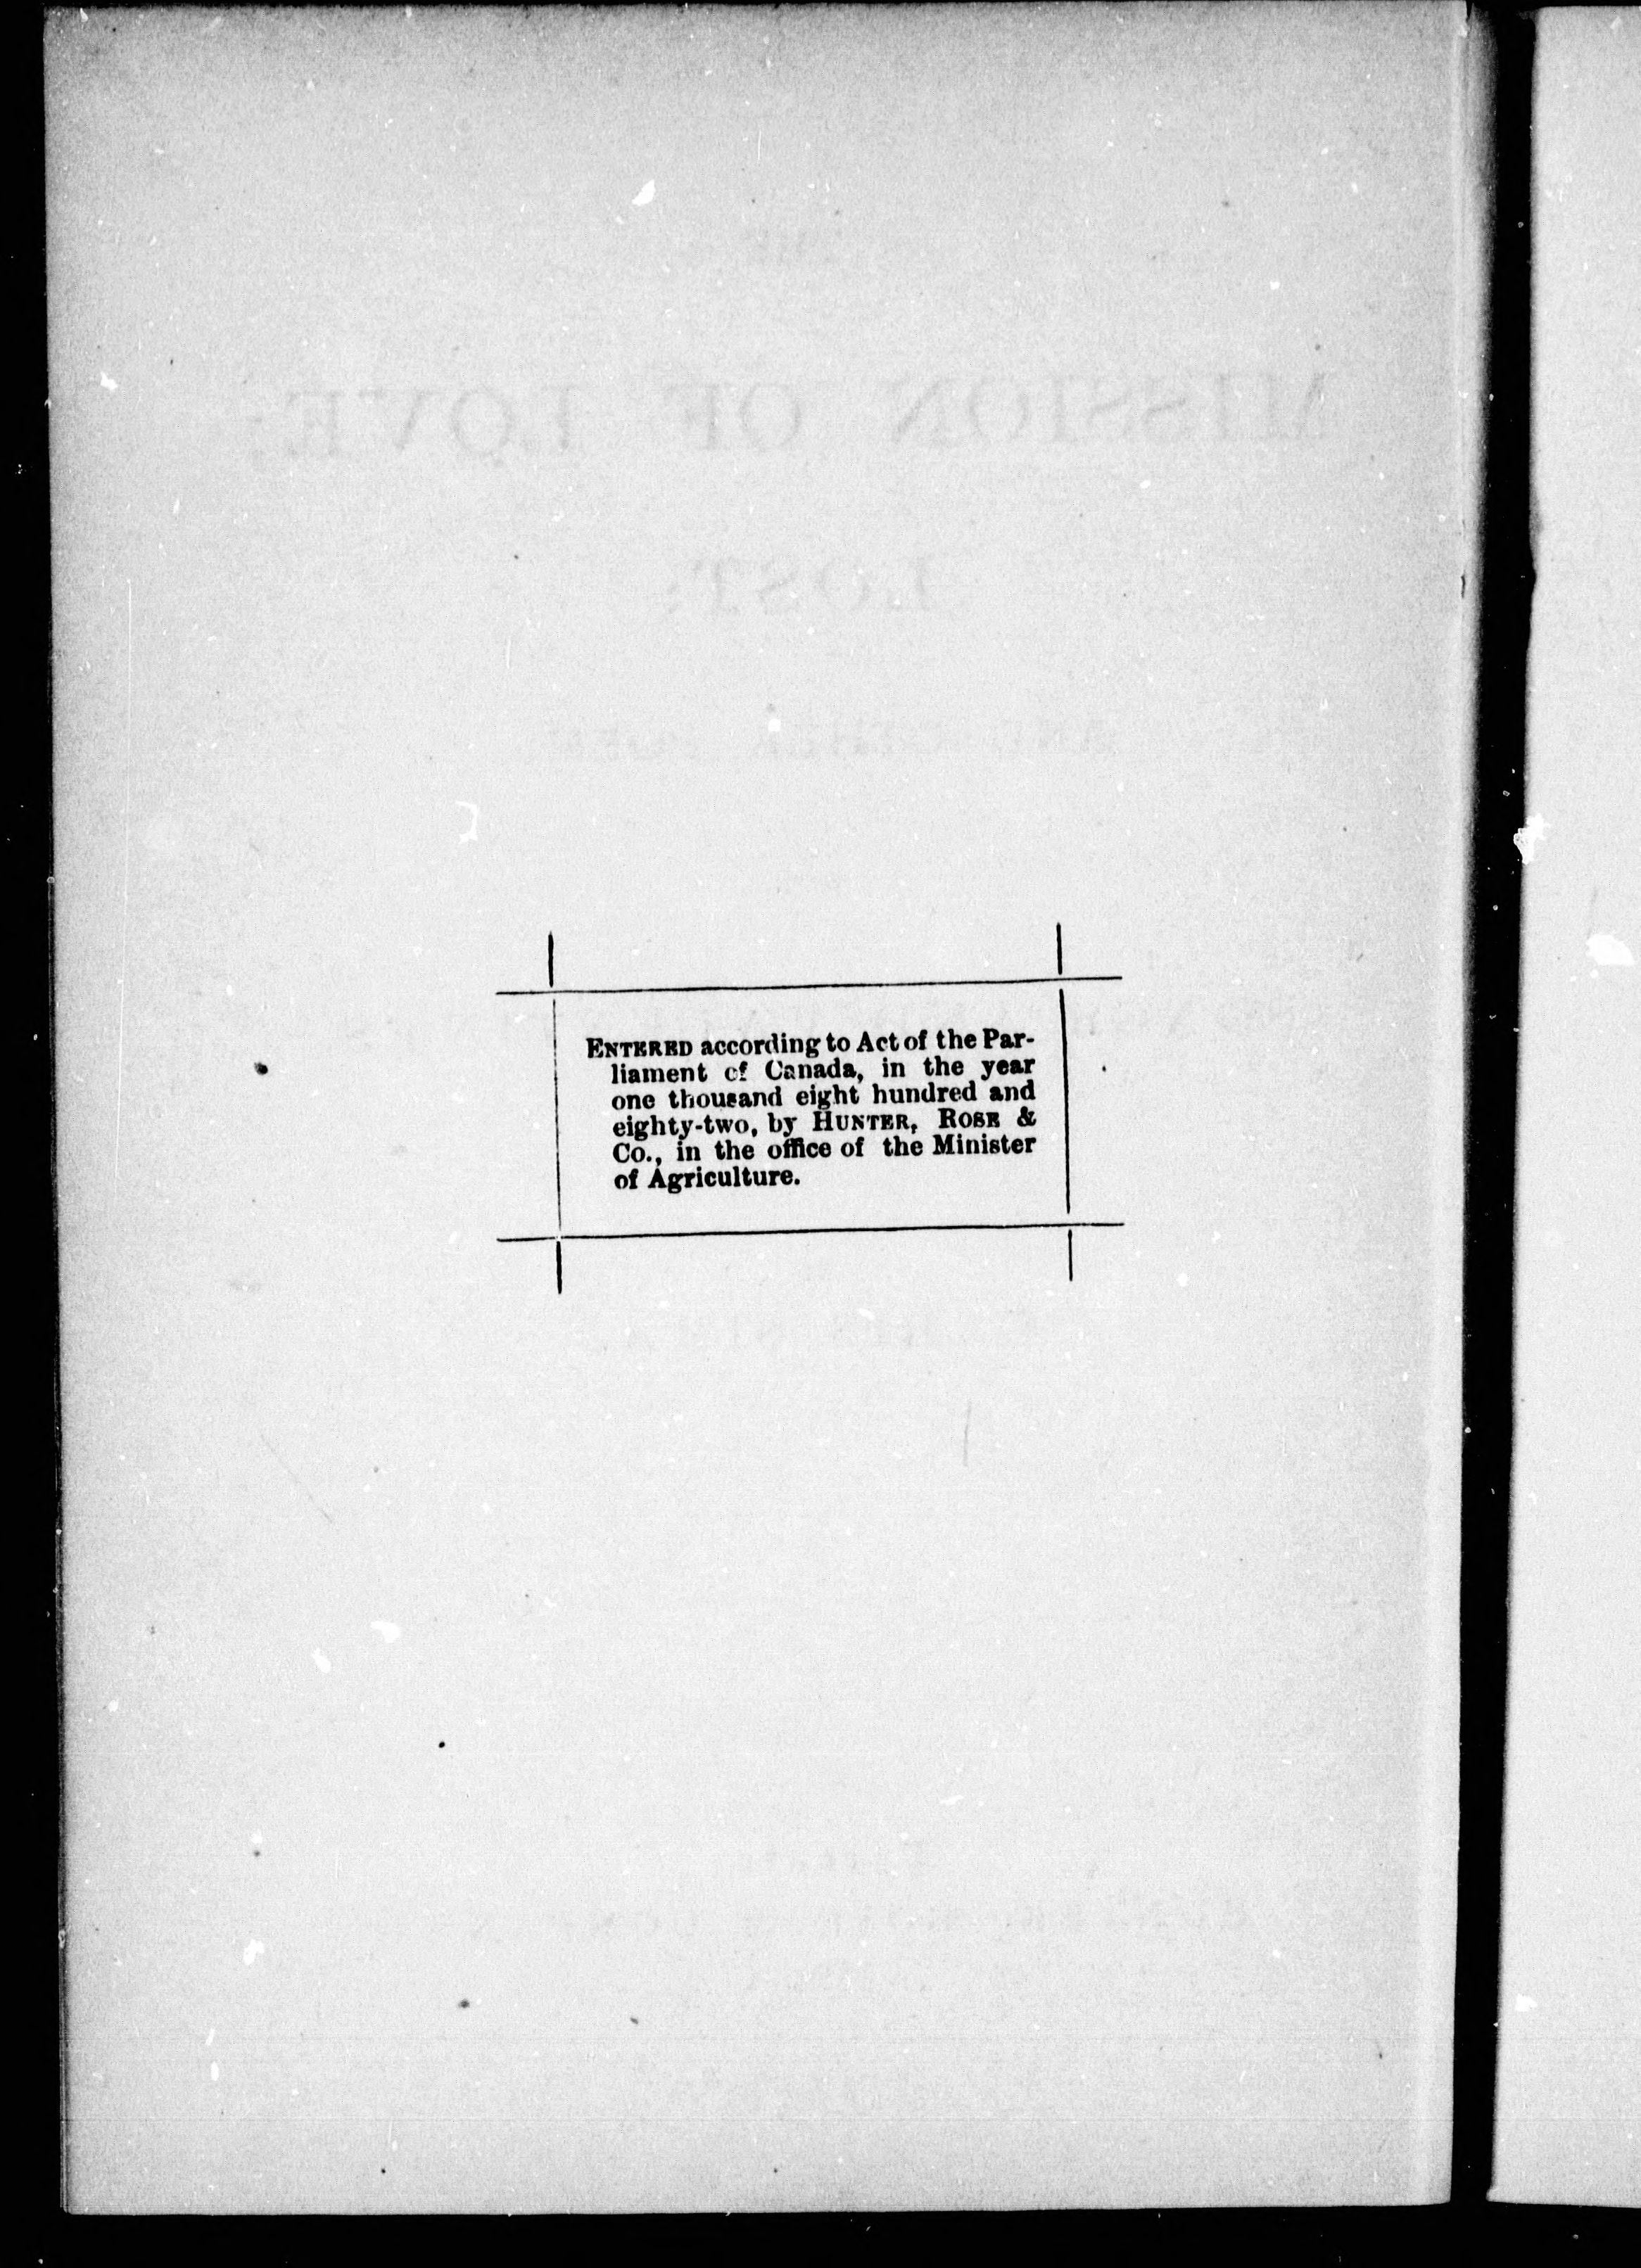 ENTERED according to Act of the Par-
liament of Canada, in the year
one thousand eight hundred and
eighty-two, by HUNTER, ROSE &
Co., in the office of the Minister
of Agriculture.